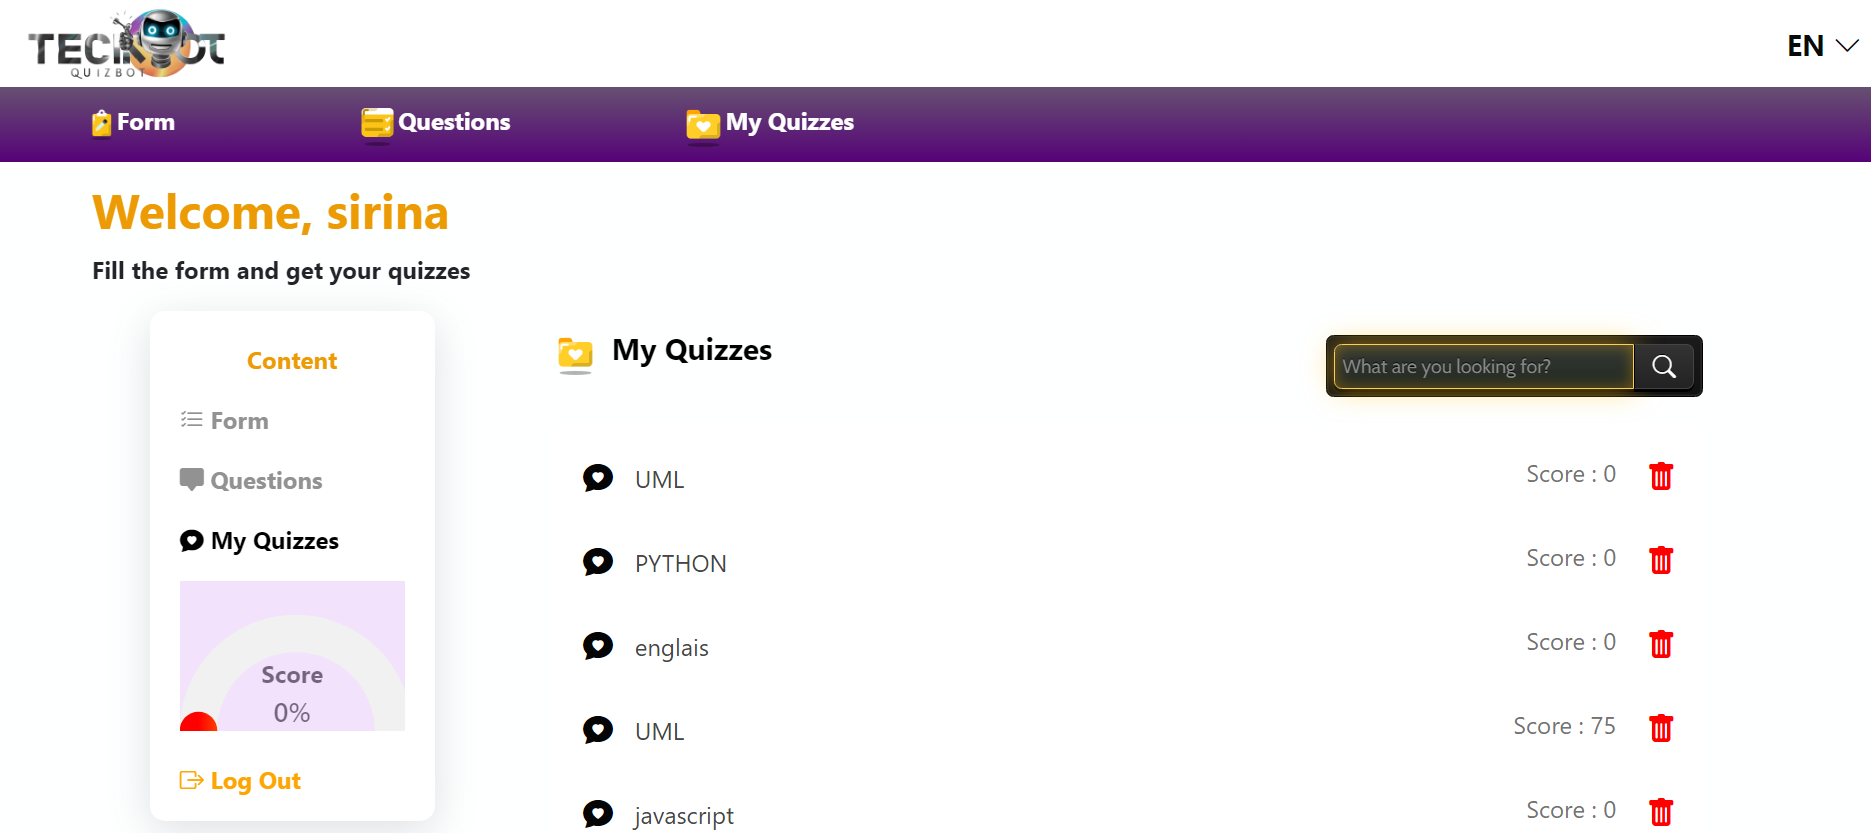 TECHBOT
QUIZBOT
EN
Form
Questions
My Quizzes
Welcome, sirina
Fill the form and get your quizzes
Content
Form
Questions
My Quizzes
Score
0%
Log Out
My Quizzes
What are you looking for?
UML
Score : 0
PYTHON
Score : 0
englais
Score : 0
UML
Score : 75
javascript
Score : 0